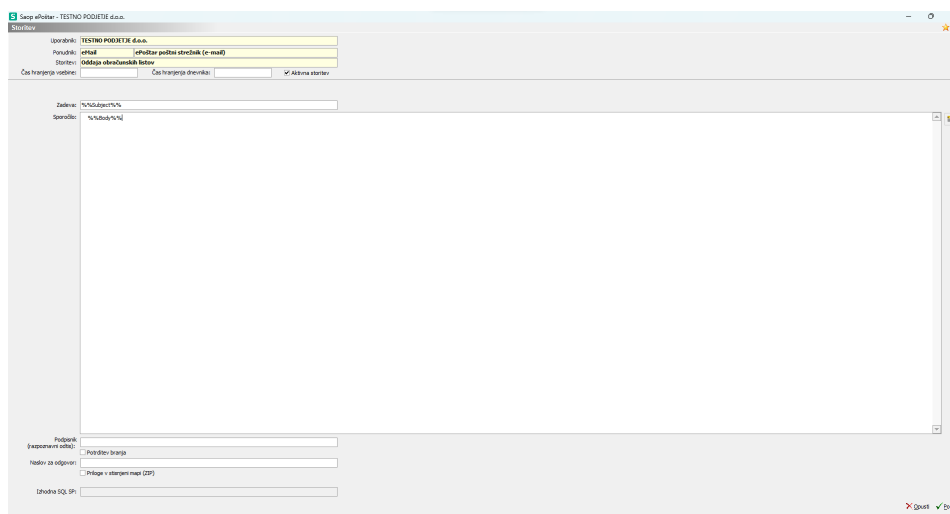 Saop ePoštar - TESTNO PODJETJE d.o.o.
Storitev
Uporabnik: TESTNO PODJETJE d.o.o.
Ponudnik: eMail ePoštar poštni strežnik (e-mail)
Storitev: Oddaja obračunskih listov
Čas hranjenja vsebine: Čas hranjenja dnevnika: Aktivna storitev
Zadeva: %%Subject%%
Sporočilo: %%Body%%
Podpisnik
(razpoznavni odtis):
Potrditev branja
Naslov za odgovor:
Priloge v stisnjeni mapi (ZIP)
Izhodna SQL SP:
Opusti